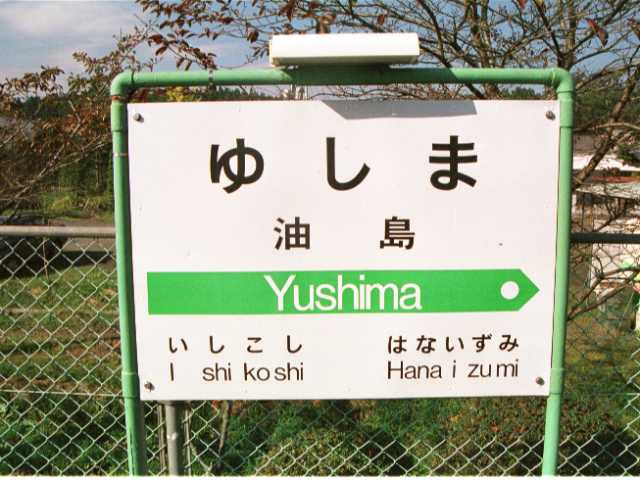 ゆしま
油島
Yushima
いしこし はないずみ
I shi ko shi Hana i zu mi